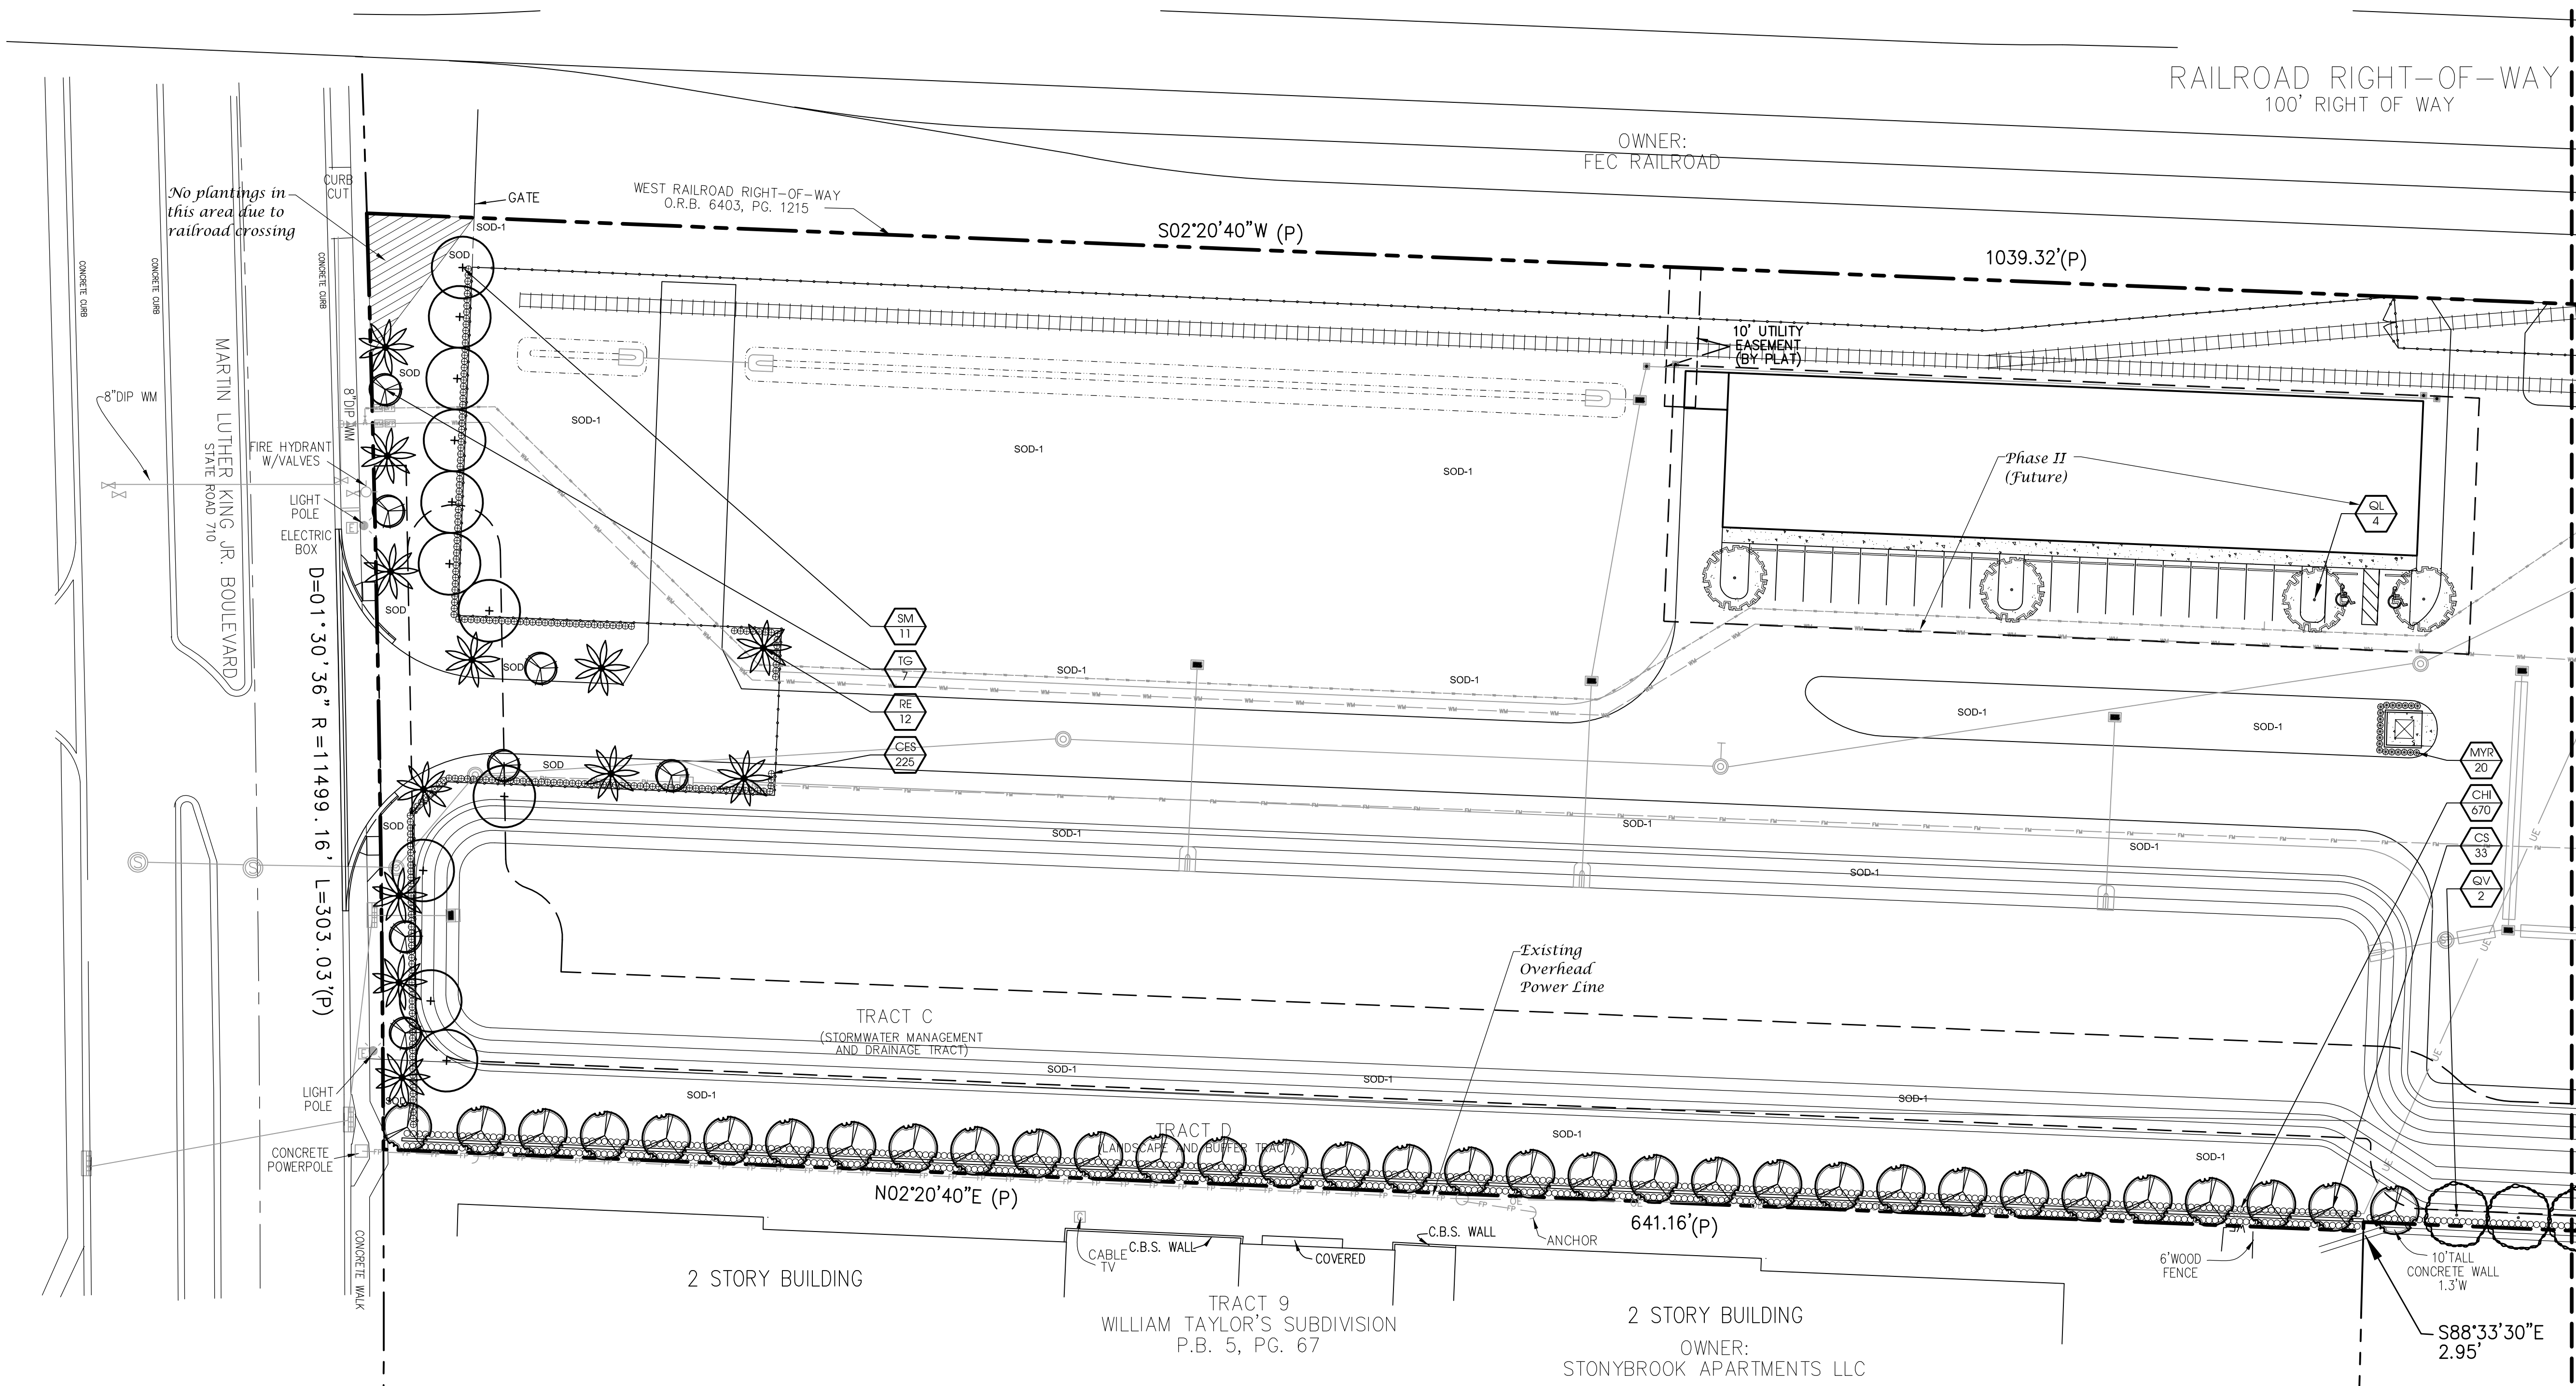 RAILROAD RIGHT-OF-WAY
100' RIGHT OF WAY
OWNER:
FEC RAILROAD
No plantings in
this area due to
railroad crossing
CURB
CUT
GATE
WEST RAILROAD RIGHT-OF-WAY
O.R.B. 6403, PG. 1215
SOD-1
S02°20'40"W (P)
1039.32'(P)
SOD
CONCRETE CURB
CONCRETE CURB
CONCRETE CURB
10' UTILITY
EASEMENT
(BY PLAT)
SOD
8"DIP WM
8"DIP WM
MARTIN LUTHER KING JR. BOULEVARD
STATE ROAD 710
SOD-1
SOD-1
SOD-1
FIRE HYDRANT
W/VALVES
Phase II
(Future)
LIGHT
POLE
E
ELECTRIC
BOX
QL
4
D=01°30'36" R=11499.16' L=303.03'(P)
SOD
SM
11
TG
7
RE
12
CES
225
SOD
SOD-1
SOD-1
SOD-1
SOD-1
SOD
MYR
20
CHI
670
CS
33
QV
2
SOD
SOD-1
SOD-1
SOD-1
SOD-1
S
S
UE
UE
Existing
Overhead
Power Line
TRACT C
(STORMWATER MANAGEMENT
AND DRAINAGE TRACT)
E
UE
SOD-1
SOD-1
SOD-1
SOD-1
LIGHT
POLE
SOD
TRACT D
(LANDSCAPE AND BUFFER TRACT)
SOD-1
SOD-1
UE
CONCRETE
POWERPOLE
N02°20'40"E (P)
641.16'(P)
UE
UE
CONCRETE WALK
C
CABLE
TV
C.B.S. WALL
COVERED
C.B.S. WALL
ANCHOR
6'WOOD
FENCE
10'TALL
CONCRETE WALL
1.3'W
2 STORY BUILDING
TRACT 9
WILLIAM TAYLOR'S SUBDIVISION
P.B. 5, PG. 67
2 STORY BUILDING
OWNER:
STONYBROOK APARTMENTS LLC
S88°33'30"E
2.95'